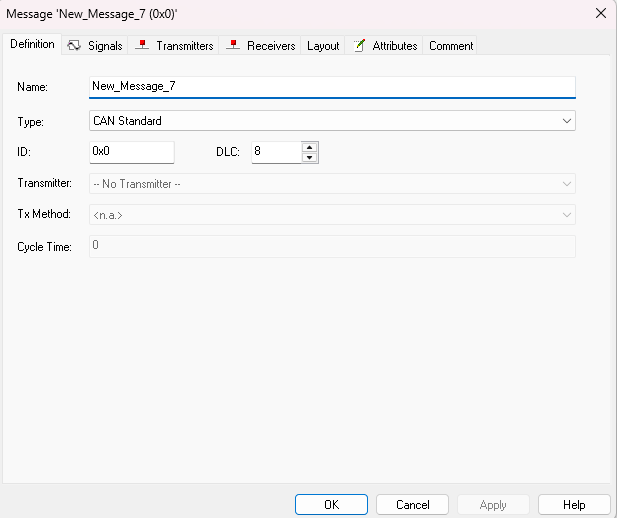 Message 'New_Message_7 (0x0)'
Definition Signals Transmitters Receivers Layout Attributes Comment
Name: New_Message_7
Type: CAN Standard
ID: 0x0 DLC: 8
Transmitter: -- No Transmitter --
Tx Method: <n.a.>
Cycle Time: 0
OK Cancel Apply Help